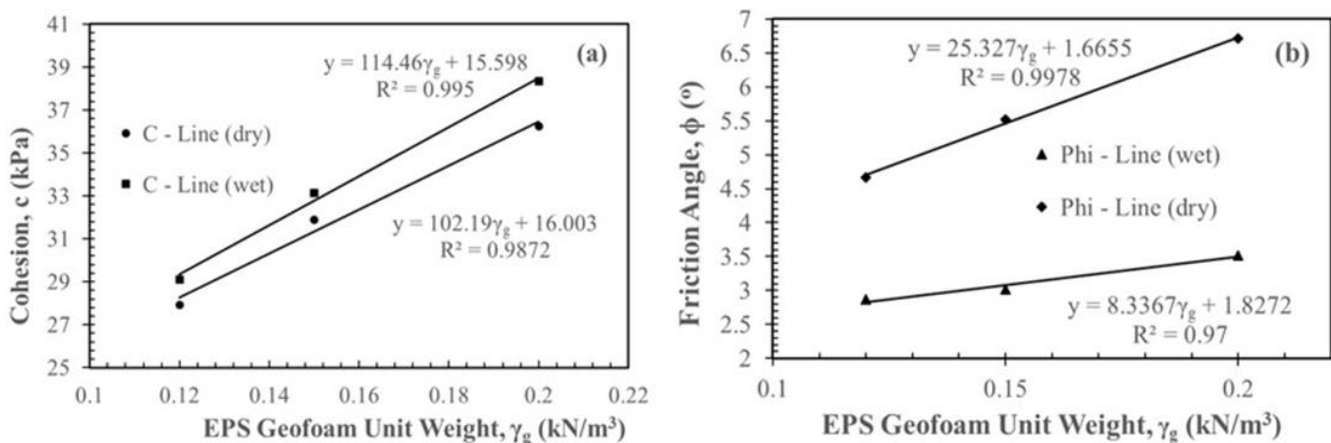 41
39
37
35
33
31
29
27
25
Cohesion, c (kPa)
(a)
y = 114.46γg + 15.598
R² = 0.995
C - Line (dry)
C - Line (wet)
y = 102.19γg + 16.003
R² = 0.9872
0.1 0.12 0.14 0.16 0.18 0.2 0.22
EPS Geofoam Unit Weight, γg (kN/m³)
7
6.5
6
5.5
5
4.5
4
3.5
3
2.5
2
Friction Angle, ϕ (°)
(b)
y = 25.327γg + 1.6655
R² = 0.9978
Phi - Line (wet)
Phi - Line (dry)
y = 8.3367γg + 1.8272
R² = 0.97
0.1 0.15 0.2
EPS Geofoam Unit Weight, γg (kN/m³)